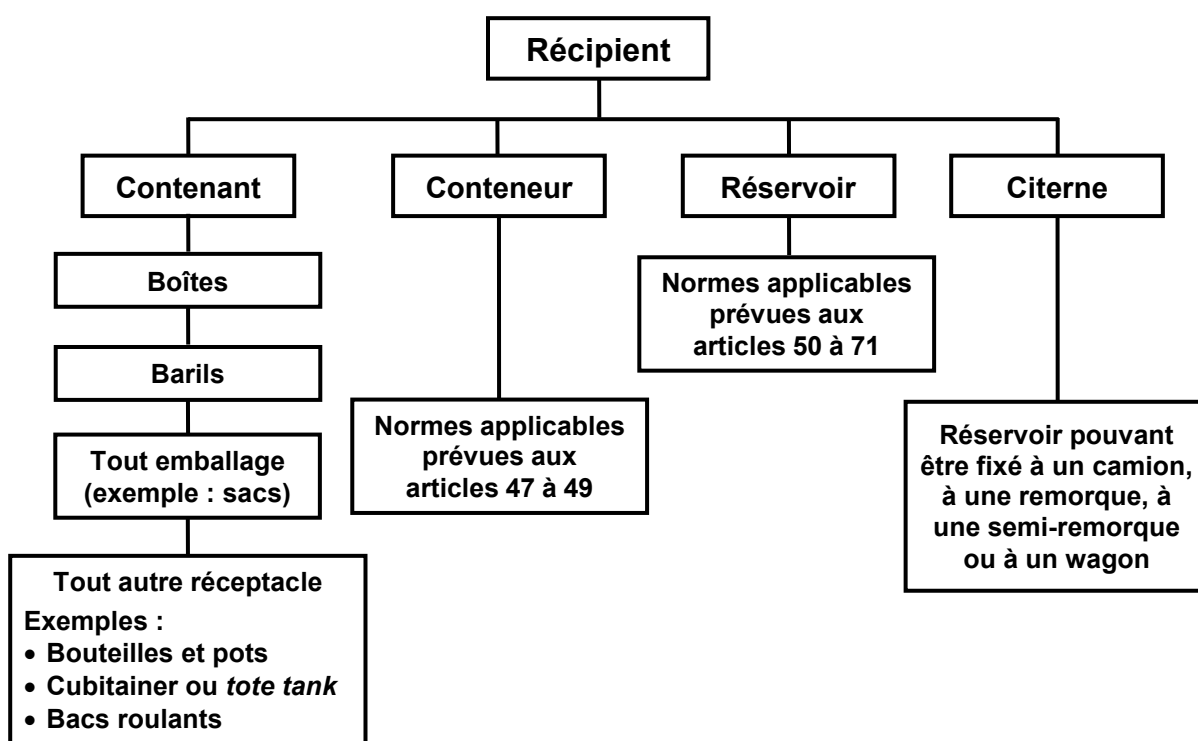 Récipient
Contenant
Conteneur
Réservoir
Citerne
Boîtes
Barils
Tout emballage
(exemple : sacs)
Tout autre réceptacle
Exemples :
• Bouteilles et pots
• Cubitainer ou tote tank
• Bacs roulants
Normes applicables
prévues aux
articles 47 à 49
Normes applicables
prévues aux
articles 50 à 71
Réservoir pouvant
être fixé à un camion,
à une remorque, à
une semi-remorque
ou à un wagon